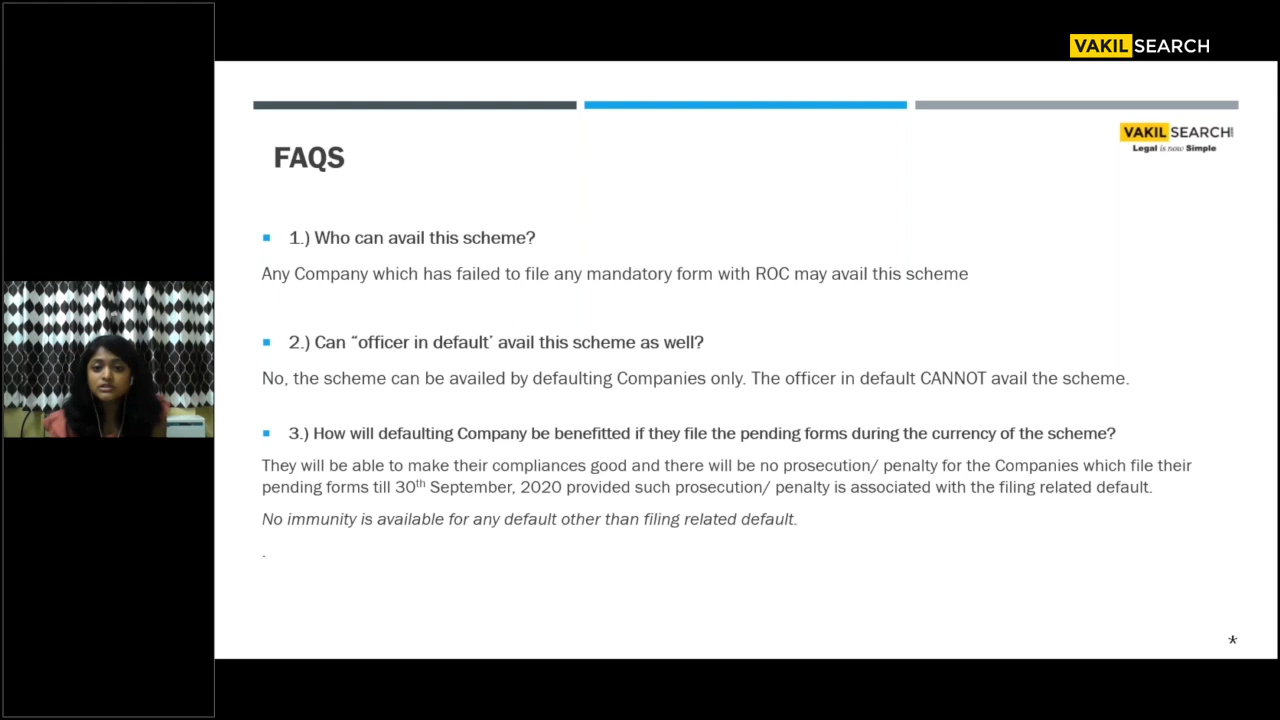 VAKILSEARCH
VAKILSEARCH
Legal is now Simple
FAQS
1.) Who can avail this scheme?
Any Company which has failed to file any mandatory form with ROC may avail this scheme
2.) Can “officer in default’ avail this scheme as well?
No, the scheme can be availed by defaulting Companies only. The officer in default CANNOT avail the scheme.
3.) How will defaulting Company be benefitted if they file the pending forms during the currency of the scheme?
They will be able to make their compliances good and there will be no prosecution/ penalty for the Companies which file their
pending forms till 30th September, 2020 provided such prosecution/ penalty is associated with the filing related default.
No immunity is available for any default other than filing related default.
.
*